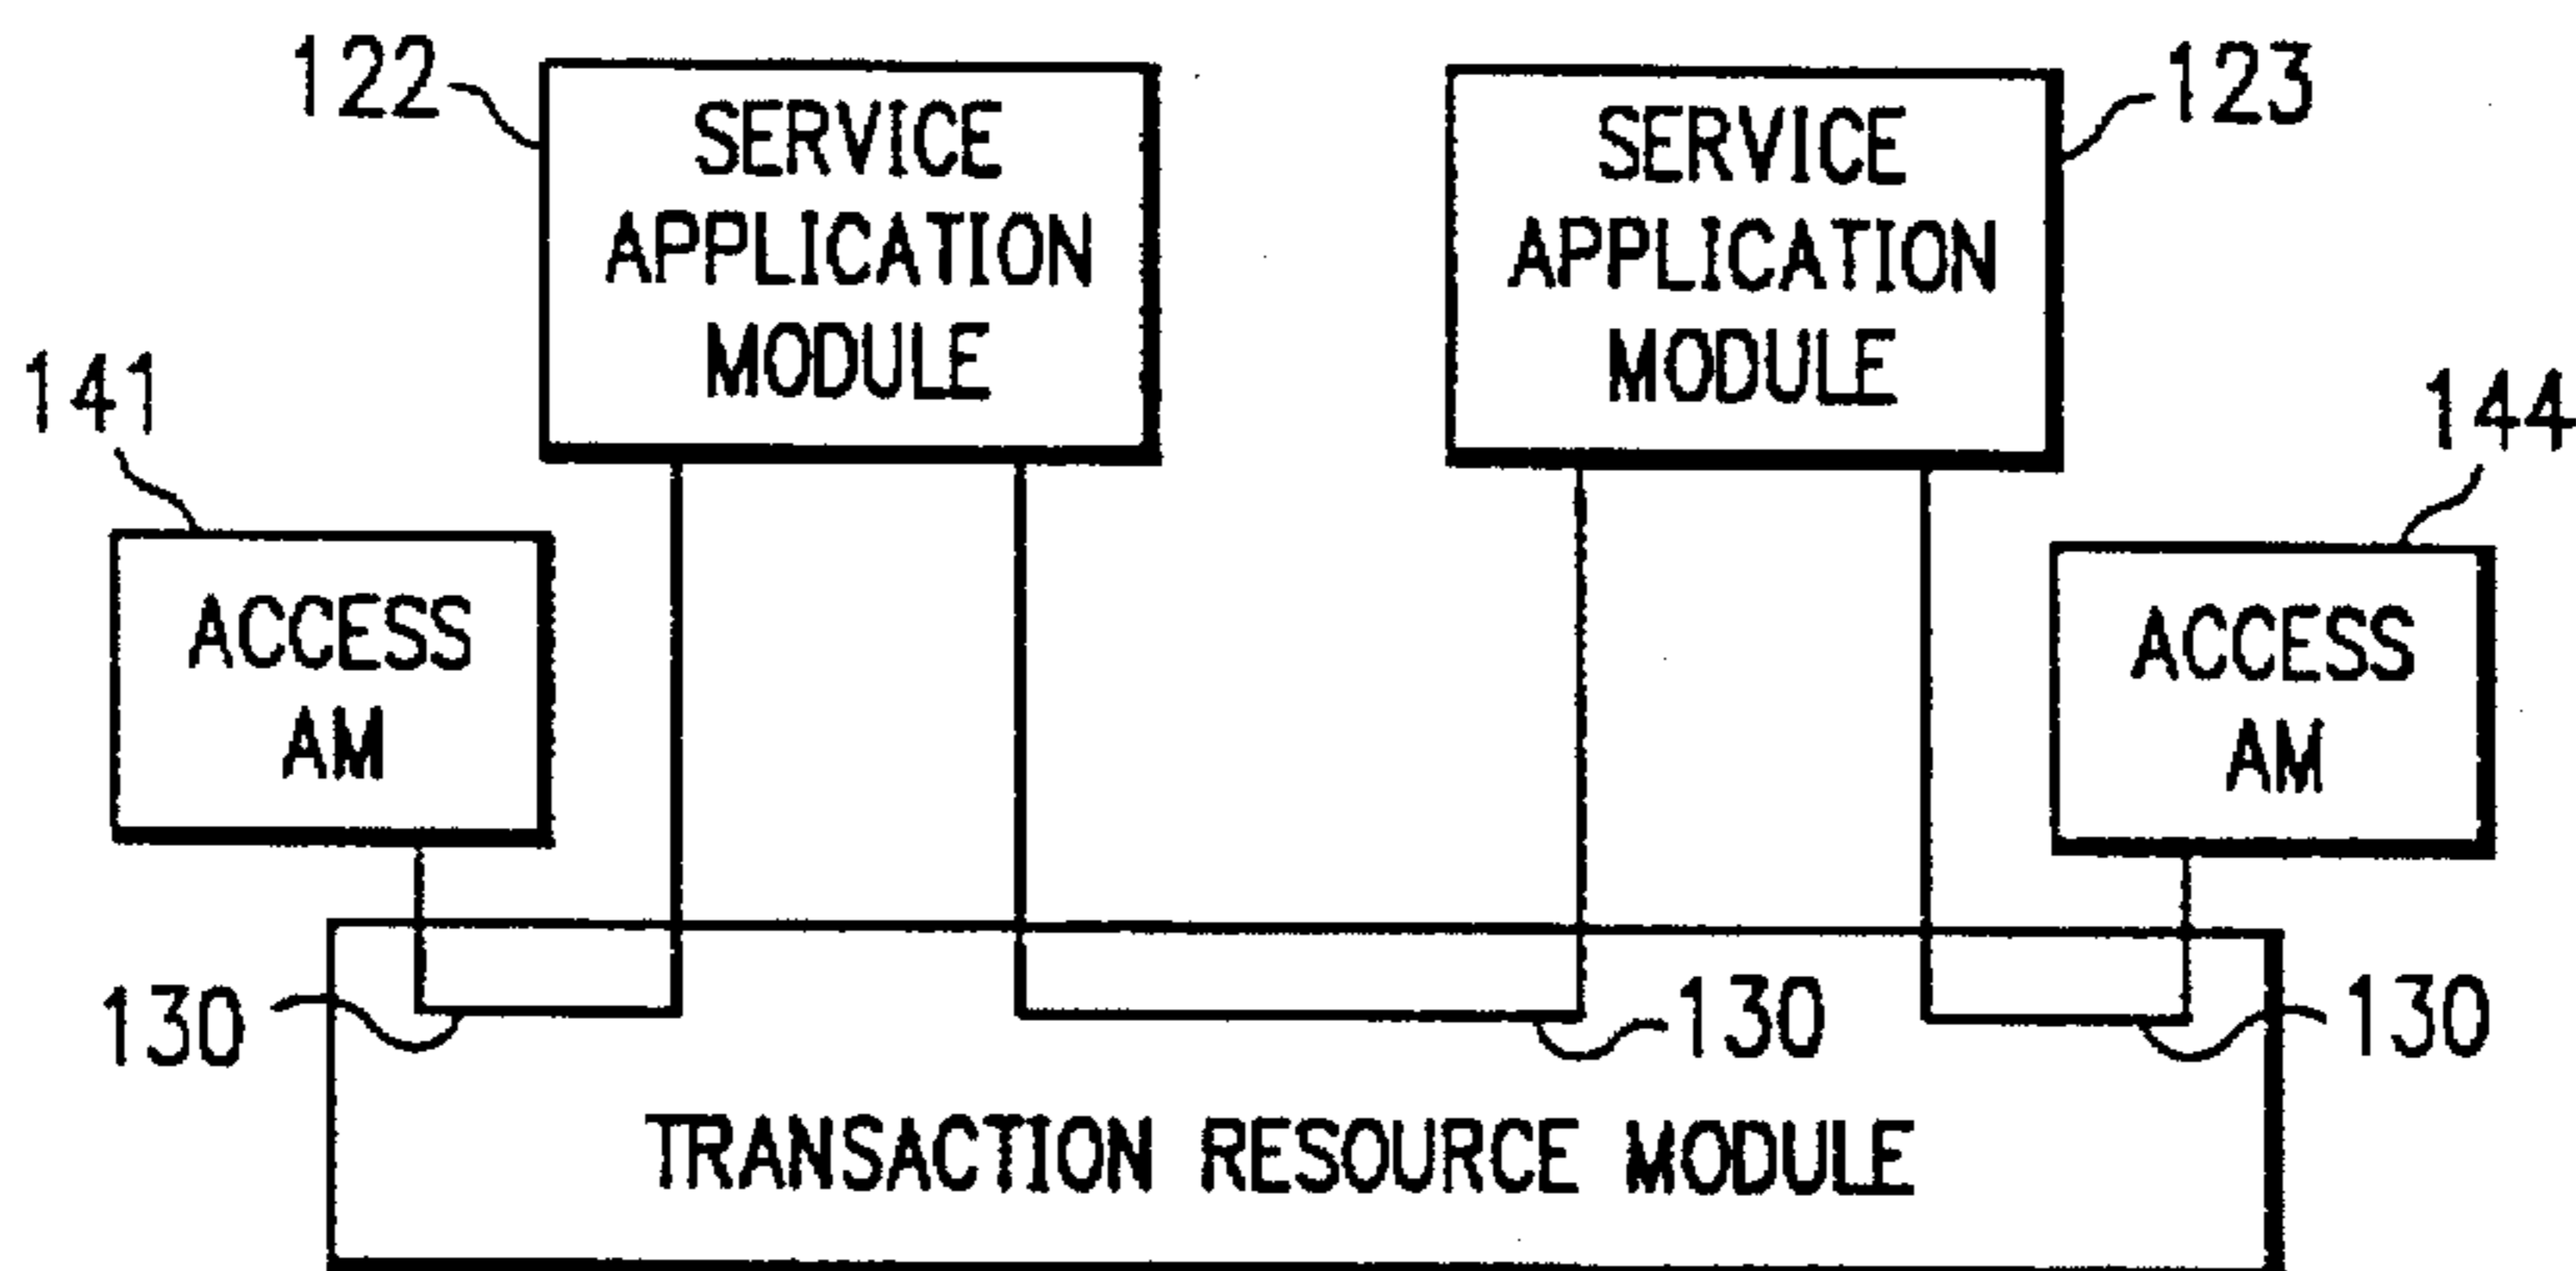 122
SERVICE
APPLICATION
MODULE
SERVICE
APPLICATION
MODULE
123
141
144
ACCESS
AM
ACCESS
AM
130
130
130
TRANSACTION RESOURCE MODULE